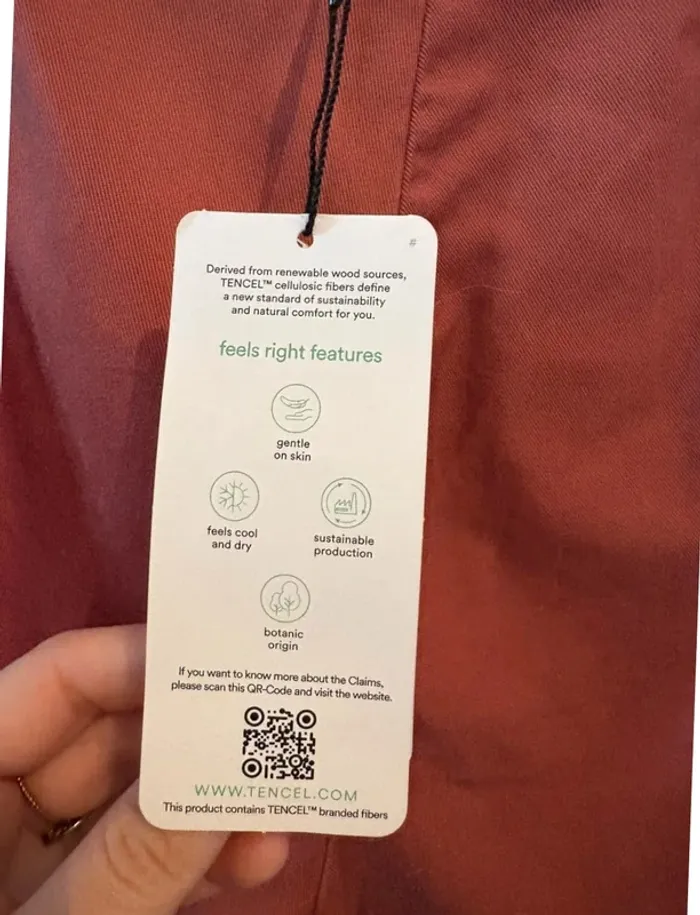 #
Derived from renewable wood sources,
TENCEL™ cellulosic fibers define
a new standard of sustainability
and natural comfort for you.
feels right features
gentle
on skin
feels cool
and dry
sustainable
production
botanic
origin
If you want to know more about the Claims,
please scan this QR-Code and visit the website.
WWW.TENCEL.COM
This product contains TENCEL™ branded fibers